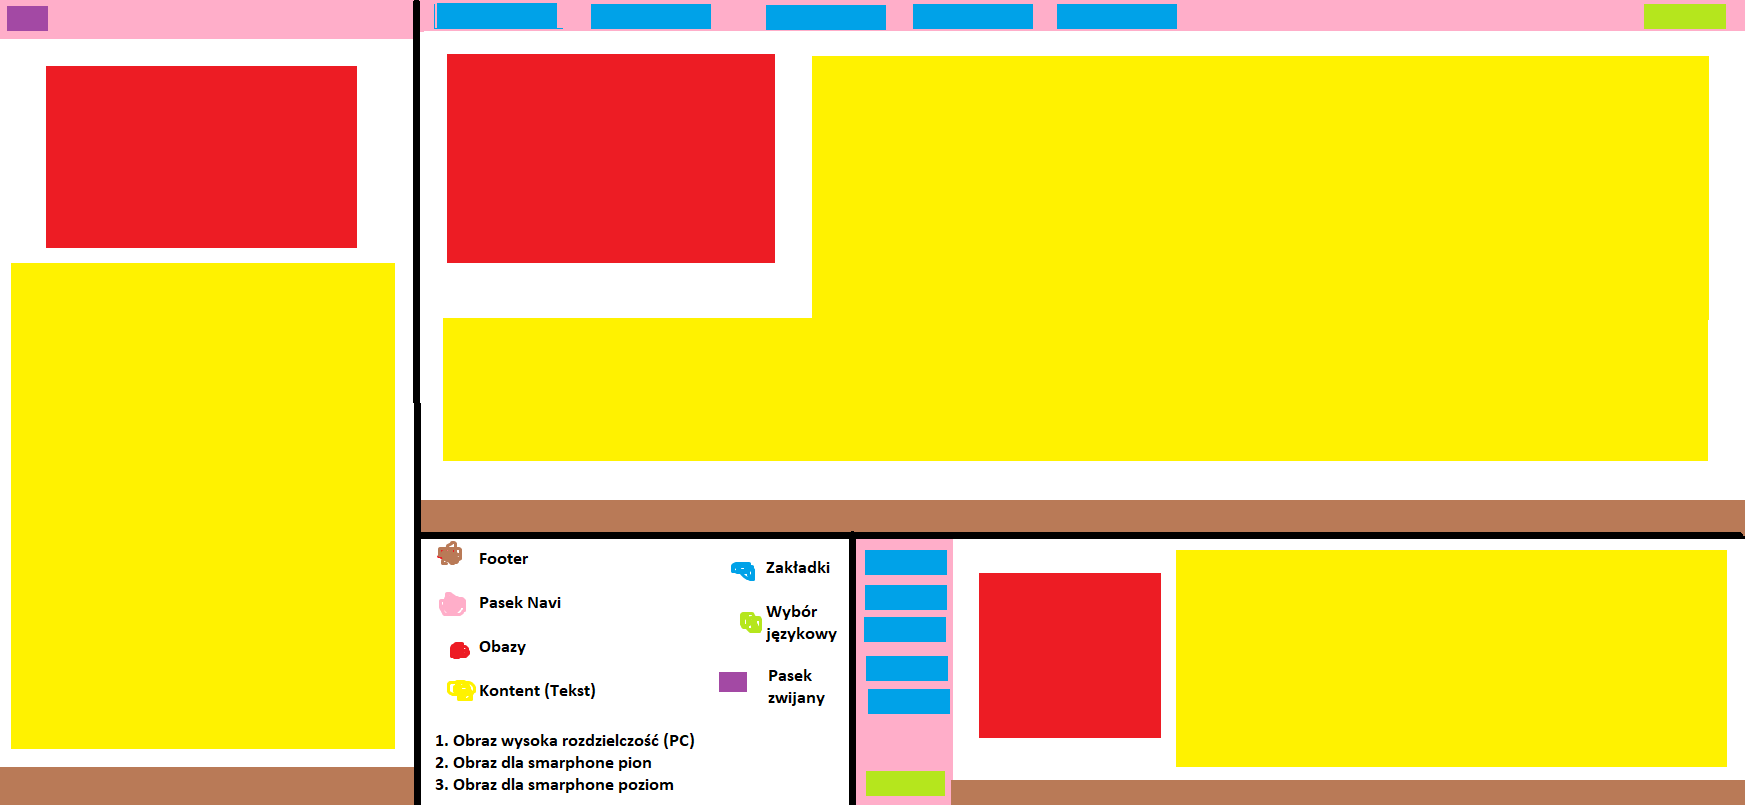 Footer
Pasek Navi
Obazy
Kontent (Tekst)
Zakładki
Wybór
językowy
Pasek
zwijany
1. Obraz wysoka rozdzielczość (PC)
2. Obraz dla smarphone pion
3. Obraz dla smarphone poziom